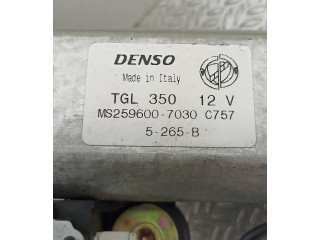 DENSO
Made in Italy
TGL 350 12 V
MS259600-7030 C757
5-265-B